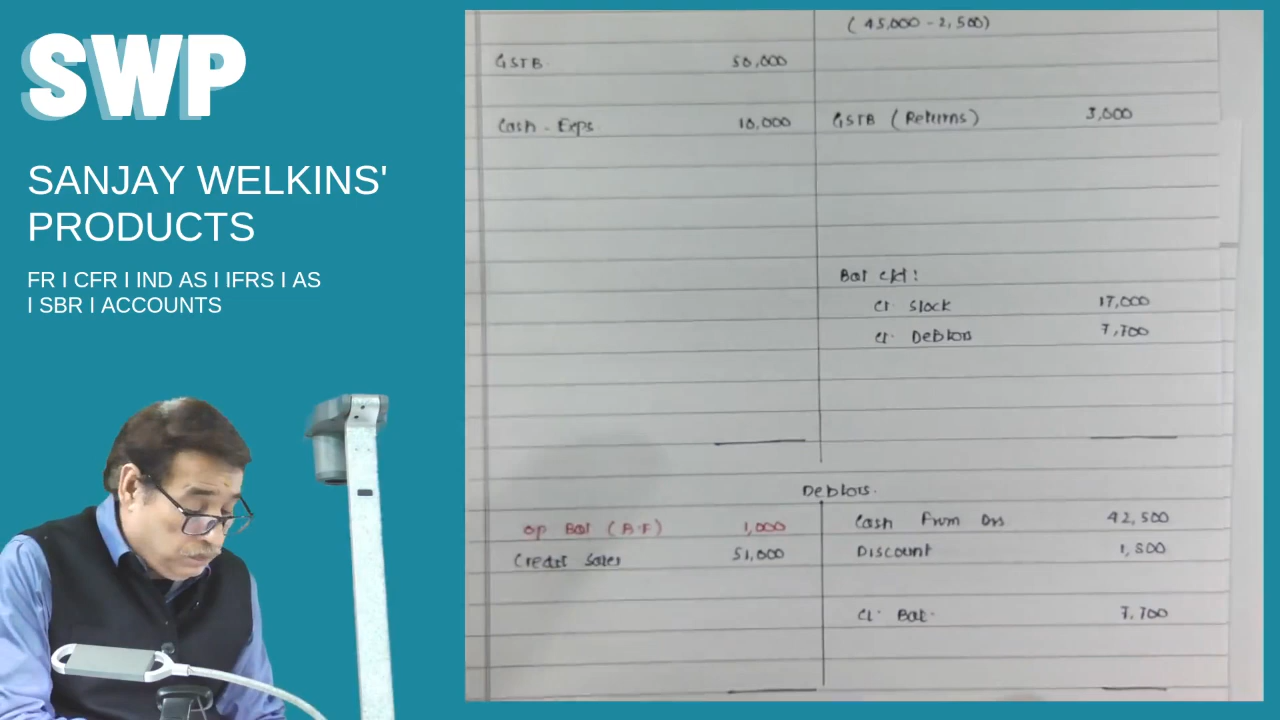 SWP
SANJAY WELKINS'
PRODUCTS
FR I CFR I IND AS I IFRS I AS
I SBR I ACCOUNTS
(45,000 - 2,500)
GSTB. 50,000
Cash - Exps 10,000 GSTB (Returns) 3,000
Bal c/d:
Cl. Stock 17,000
Cl. Debtors 7,700
Debtors.
Op Bal (B.F) 1,000 Cash From Drs 42,500
Credit Sales 51,000 Discount 1,800
Cl. Bal. 7,700